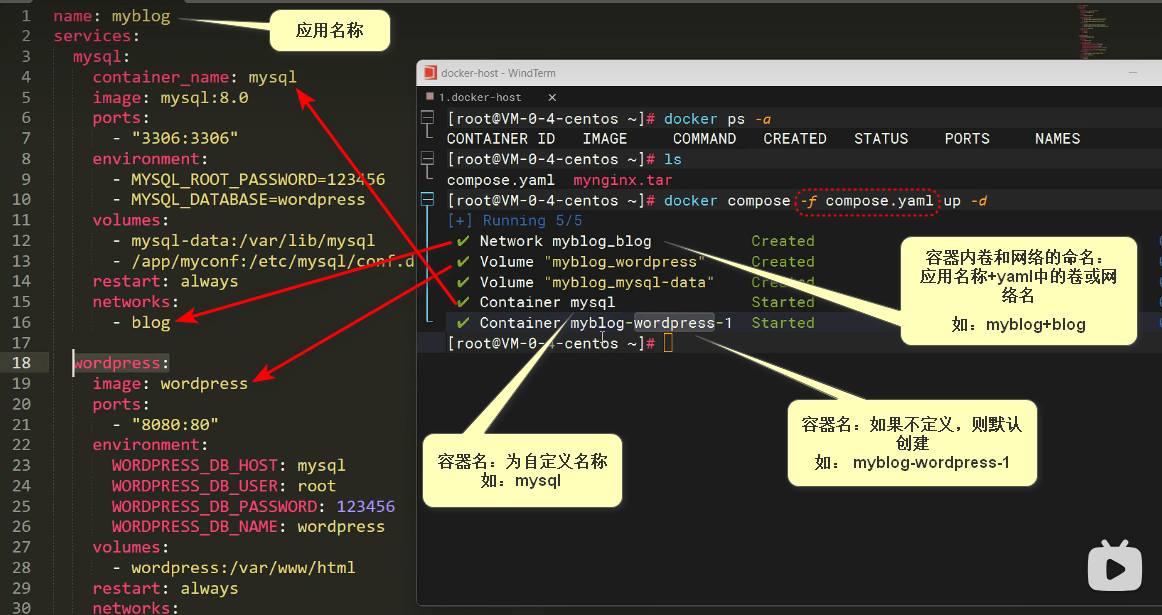 1 name: myblog
2 services:
3 mysql:
4 container_name: mysql
5 image: mysql:8.0
6 ports:
7 - "3306:3306"
8 environment:
9 - MYSQL_ROOT_PASSWORD=123456
10 - MYSQL_DATABASE=wordpress
11 volumes:
12 - mysql-data:/var/lib/mysql
13 - /app/myconf:/etc/mysql/conf.d
14 restart: always
15 networks:
16 - blog
17
18 wordpress:
19 image: wordpress
20 ports:
21 - "8080:80"
22 environment:
23 WORDPRESS_DB_HOST: mysql
24 WORDPRESS_DB_USER: root
25 WORDPRESS_DB_PASSWORD: 123456
26 WORDPRESS_DB_NAME: wordpress
27 volumes:
28 - wordpress:/var/www/html
29 restart: always
30 networks:
应用名称
docker-host - WindTerm
1.docker-host ×
[root@VM-0-4-centos ~]# docker ps -a
CONTAINER ID IMAGE COMMAND CREATED STATUS PORTS NAMES
[root@VM-0-4-centos ~]# ls
compose.yaml mynginx.tar
[root@VM-0-4-centos ~]# docker compose -f compose.yaml up -d
[+] Running 5/5
✔ Network myblog_blog Created
✔ Volume "myblog_wordpress" Created
✔ Volume "myblog_mysql-data" Created
✔ Container mysql Started
✔ Container myblog-wordpress-1 Started
[root@VM-0-4-centos ~]#
容器内卷和网络的命名：
应用名称+yaml中的卷或网
络名
如：myblog+blog
容器名：如果不定义，则默认
创建
如： myblog-wordpress-1
容器名：为自定义名称
如：mysql